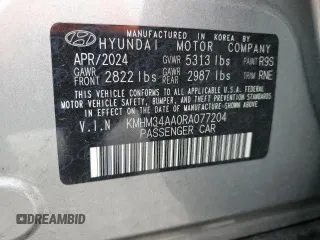 MANUFACTURED IN KOREA BY
HYUNDAI MOTOR COMPANY
APR/2024 GVWR 5313 lbs PAINT R9S
GAWR FRONT 2822 lbs GAWR REAR 2987 lbs TRIM RNE
THIS VEHICLE CONFORMS TO ALL APPLICABLE U.S. FEDERAL
MOTOR VEHICLE SAFETY, BUMPER, AND THEFT PREVENTION
STANDARDS IN EFFECT ON THE DATE OF MANUFACTURE SHOWN ABOVE.
V.I.N KMHM34AA0RA077204
PASSENGER CAR
DREAMBID